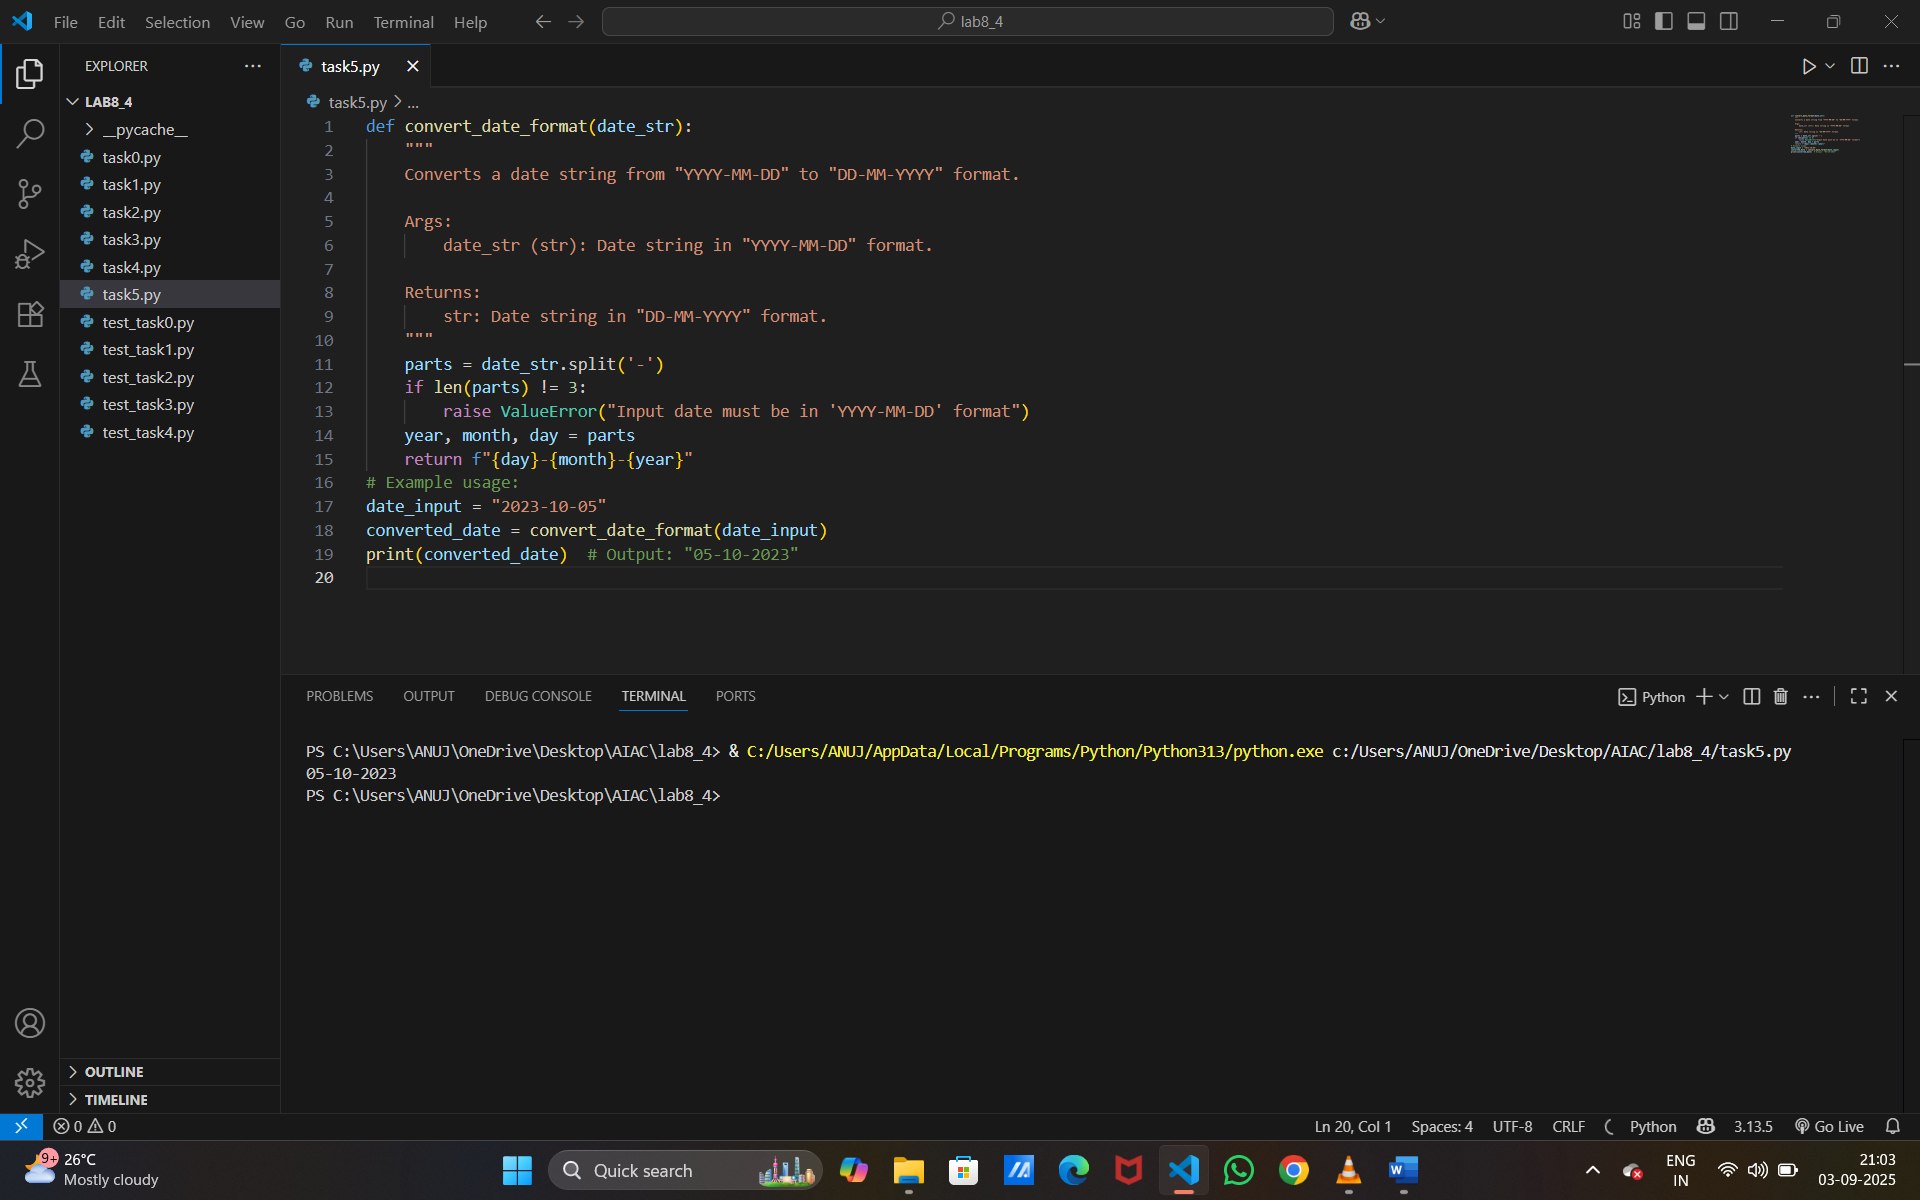 File Edit Selection View Go Run Terminal Help
lab8_4
EXPLORER
LAB8_4
__pycache__
task0.py
task1.py
task2.py
task3.py
task4.py
task5.py
test_task0.py
test_task1.py
test_task2.py
test_task3.py
test_task4.py
OUTLINE
TIMELINE
task5.py
task5.py > ...
1 def convert_date_format(date_str):
2 """
3 Converts a date string from "YYYY-MM-DD" to "DD-MM-YYYY" format.
4
5 Args:
6 date_str (str): Date string in "YYYY-MM-DD" format.
7
8 Returns:
9 str: Date string in "DD-MM-YYYY" format.
10 """
11 parts = date_str.split('-')
12 if len(parts) != 3:
13 raise ValueError("Input date must be in 'YYYY-MM-DD' format")
14 year, month, day = parts
15 return f"{day}-{month}-{year}"
16 # Example usage:
17 date_input = "2023-10-05"
18 converted_date = convert_date_format(date_input)
19 print(converted_date)  # Output: "05-10-2023"
20
PROBLEMS OUTPUT DEBUG CONSOLE TERMINAL PORTS
Python
PS C:\Users\ANUJ\OneDrive\Desktop\AIAC\lab8_4> & C:/Users/ANUJ/AppData/Local/Programs/Python/Python313/python.exe c:/Users/ANUJ/OneDrive/Desktop/AIAC/lab8_4/task5.py
05-10-2023
PS C:\Users\ANUJ\OneDrive\Desktop\AIAC\lab8_4>
0 0
Ln 20, Col 1 Spaces: 4 UTF-8 CRLF Python 3.13.5 Go Live
9+
26°C
Mostly cloudy
Quick search
ENG
IN
21:03
03-09-2025